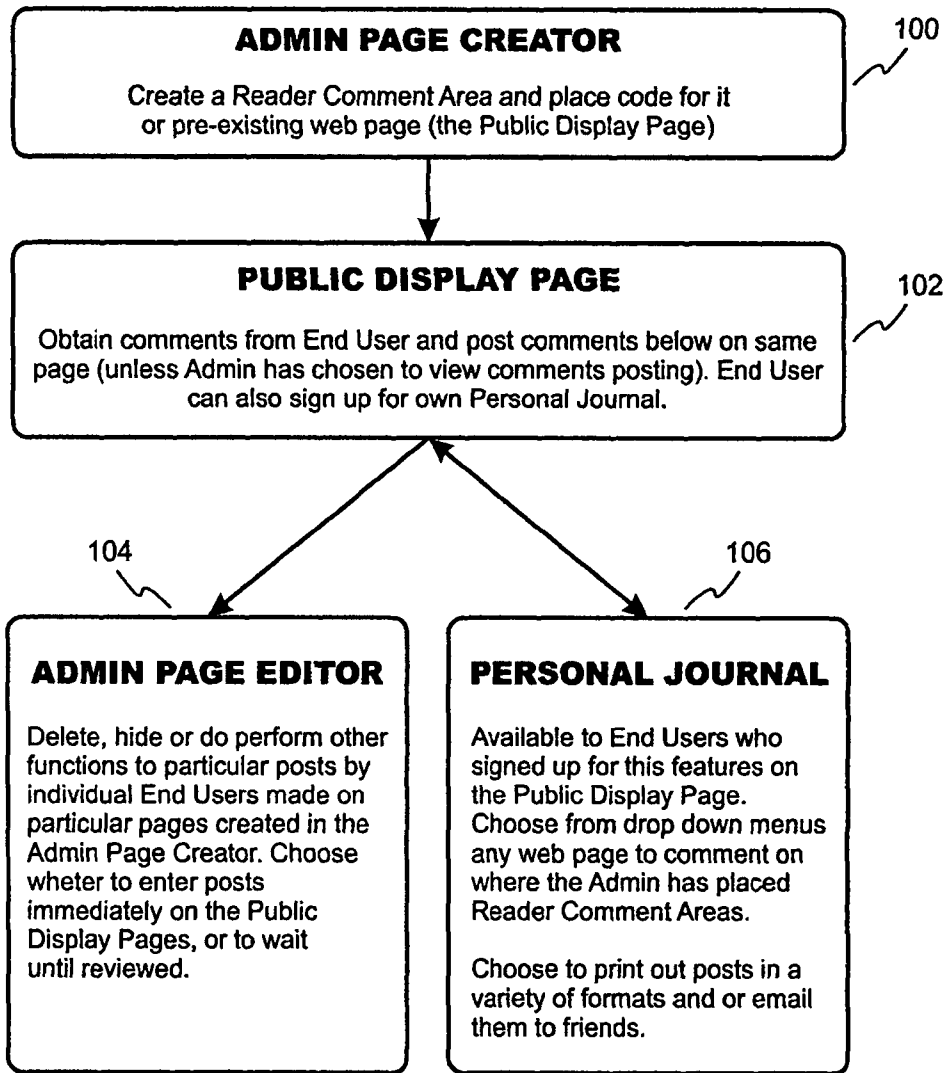 ADMIN PAGE CREATOR
100
Create a Reader Comment Area and place code for it
or pre-existing web page (the Public Display Page)
PUBLIC DISPLAY PAGE
102
Obtain comments from End User and post comments below on same
page (unless Admin has chosen to view comments posting). End User
can also sign up for own Personal Journal.
104
106
ADMIN PAGE EDITOR
Delete, hide or do perform other
functions to particular posts by
individual End Users made on
particular pages created in the
Admin Page Creator. Choose
wheter to enter posts
immediately on the Public
Display Pages, or to wait
until reviewed.
PERSONAL JOURNAL
Available to End Users who
signed up for this features on
the Public Display Page.
Choose from drop down menus
any web page to comment on
where the Admin has placed
Reader Comment Areas.
Choose to print out posts in a
variety of formats and or email
them to friends.